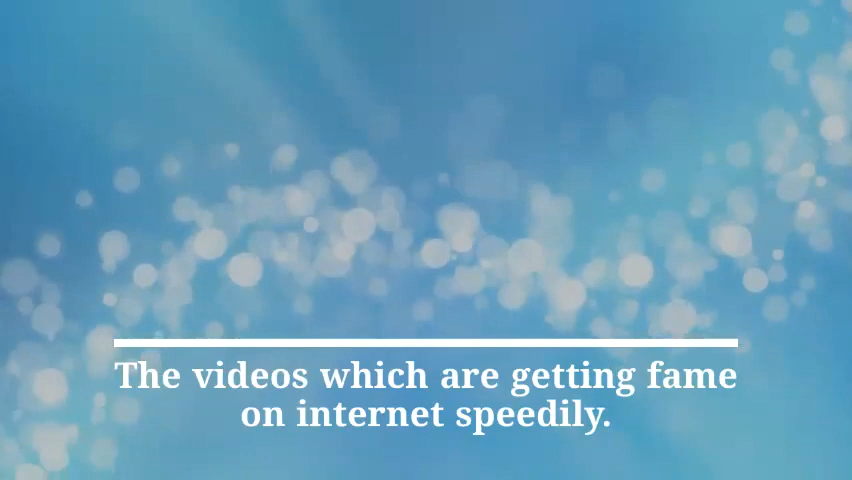 The videos which are getting fame
on internet speedily.